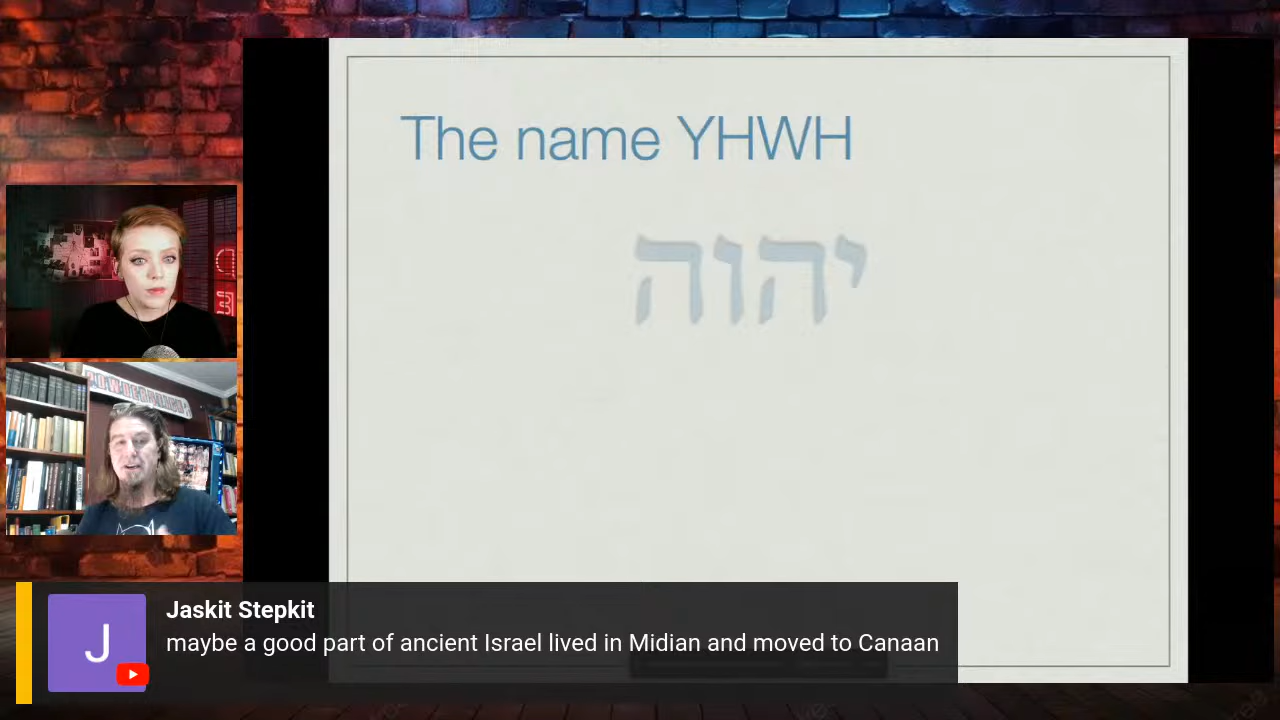 The name YHWH
יהוה
J
Jaskit Stepkit
maybe a good part of ancient Israel lived in Midian and moved to Canaan